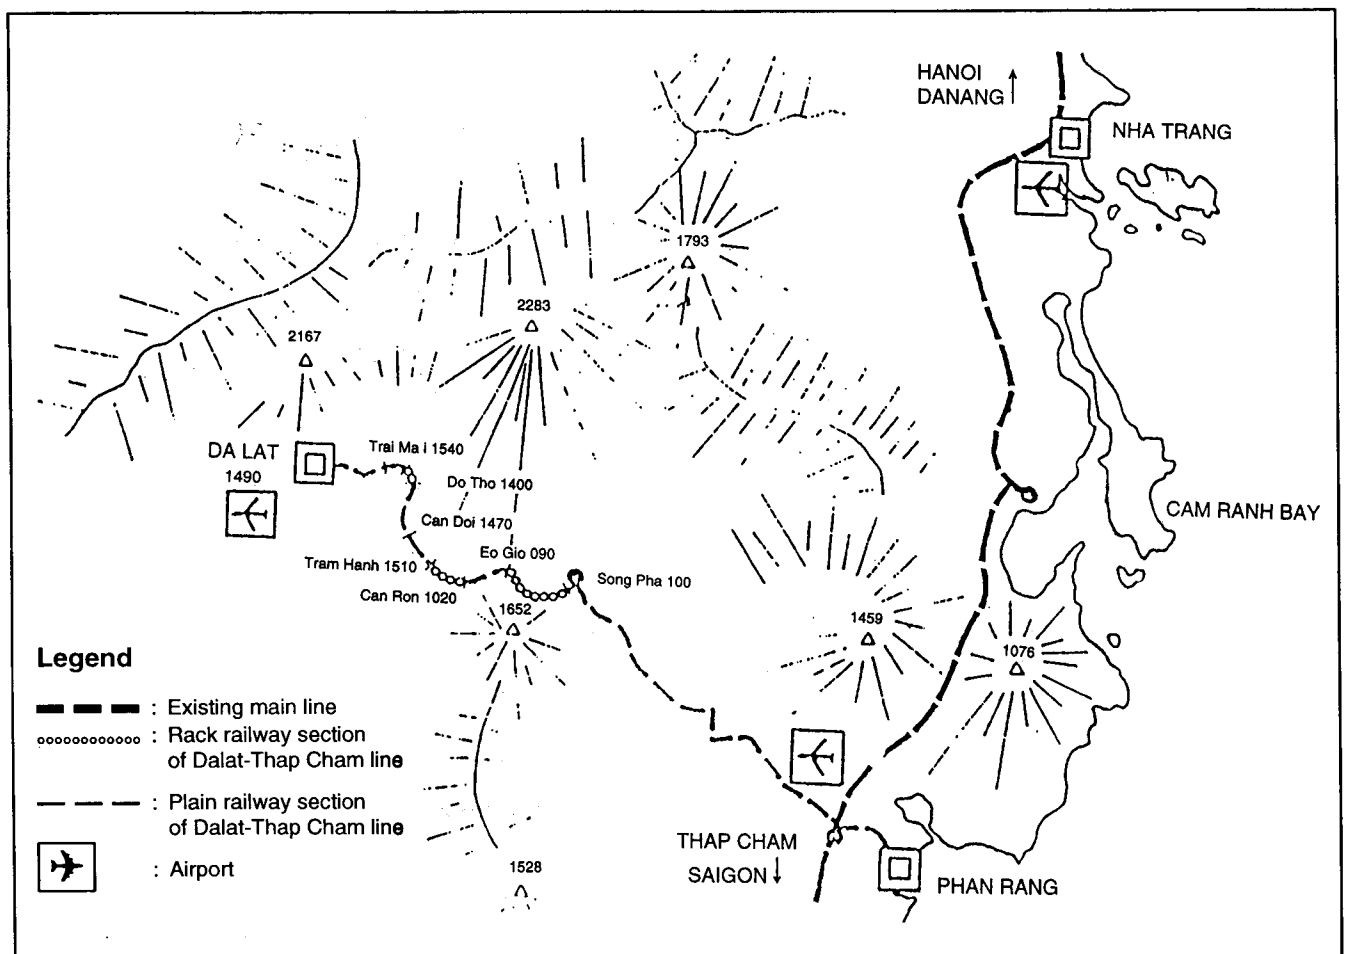 HANOI
DANANG
NHA TRANG
1793
2283
2167
DA LAT
1490
Trai Ma i 1540
Do Tho 1400
Can Doi 1470
CAM RANH BAY
Eo Gio 090
Tram Hanh 1510
Song Pha 100
Can Ron 1020
1652
1459
1076
Legend
: Existing main line
: Rack railway section
of Dalat-Thap Cham line
: Plain railway section
of Dalat-Thap Cham line
: Airport
THAP CHAM
SAIGON
1528
PHAN RANG